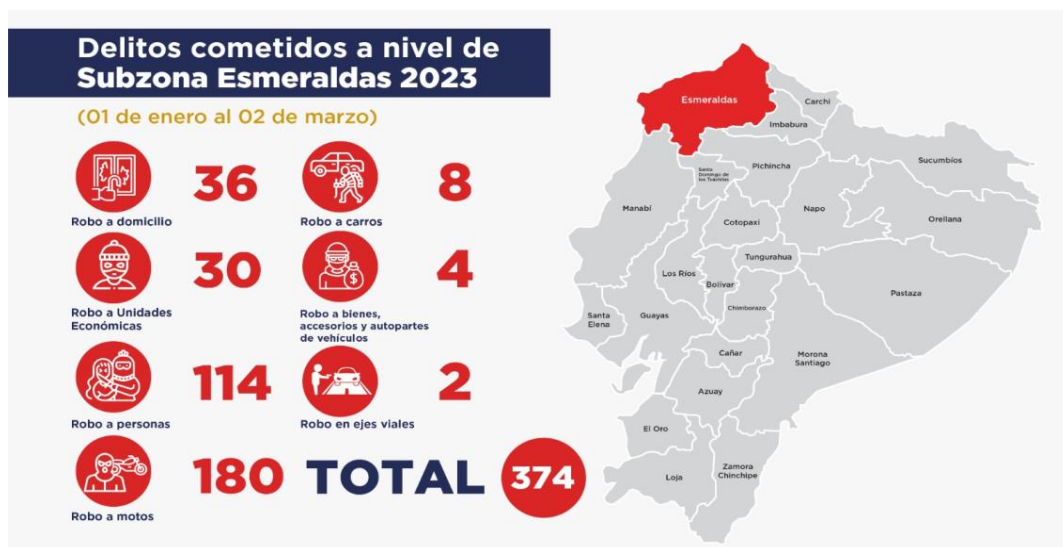 Delitos cometidos a nivel de
Subzona Esmeraldas 2023
(01 de enero al 02 de marzo)
36
Robo a domicilio
8
Robo a carros
30
Robo a Unidades
Económicas
4
Robo a bienes,
accesorios y autopartes
de vehículos
114
Robo a personas
2
Robo en ejes viales
180
Robo a motos
TOTAL 374
Esmeraldas
Carchi
Imbabura
Sucumbíos
Pichincha
Santo
Domingo de
los Tsáchilas
Manabí
Napo
Orellana
Cotopaxi
Tungurahua
Los Ríos
Bolívar
Pastaza
Chimborazo
Santa
Elena
Guayas
Cañar
Morona
Santiago
Azuay
El Oro
Zamora
Chinchipe
Loja